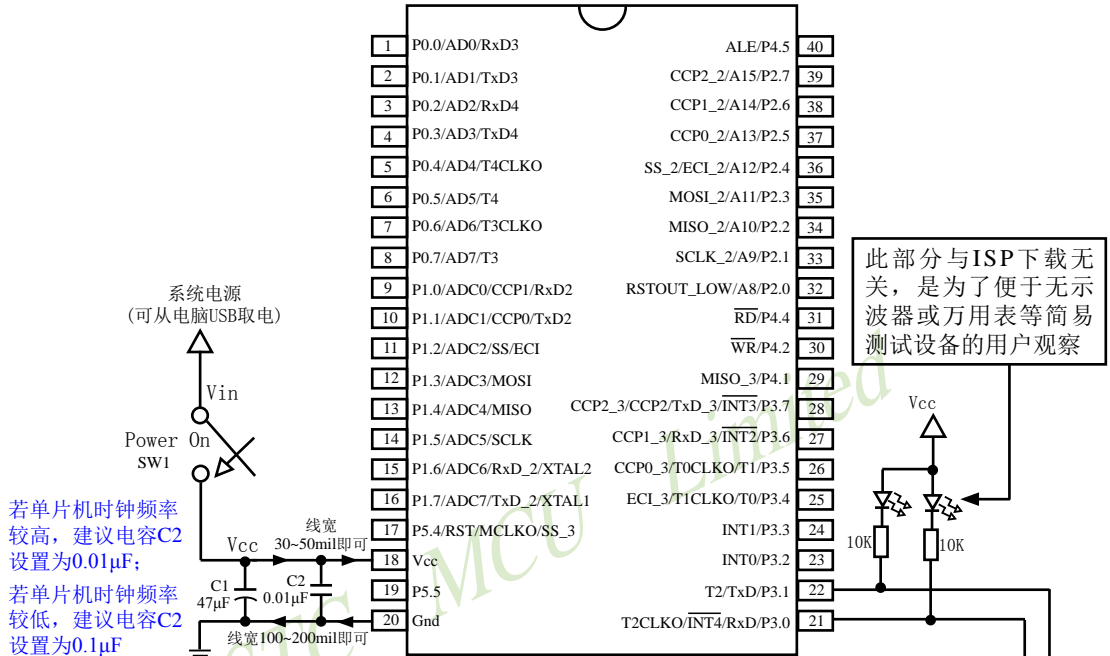 1 P0.0/AD0/RxD3
2 P0.1/AD1/TxD3
3 P0.2/AD2/RxD4
4 P0.3/AD3/TxD4
5 P0.4/AD4/T4CLKO
6 P0.5/AD5/T4
7 P0.6/AD6/T3CLKO
8 P0.7/AD7/T3
9 P1.0/ADC0/CCP1/RxD2
10 P1.1/ADC1/CCP0/TxD2
11 P1.2/ADC2/SS/ECI
12 P1.3/ADC3/MOSI
13 P1.4/ADC4/MISO
14 P1.5/ADC5/SCLK
15 P1.6/ADC6/RxD_2/XTAL2
16 P1.7/ADC7/TxD_2/XTAL1
17 P5.4/RST/MCLKO/SS_3
18 Vcc
19 P5.5
20 Gnd
ALE/P4.5 40
CCP2_2/A15/P2.7 39
CCP1_2/A14/P2.6 38
CCP0_2/A13/P2.5 37
SS_2/ECI_2/A12/P2.4 36
MOSI_2/A11/P2.3 35
MISO_2/A10/P2.2 34
SCLK_2/A9/P2.1 33
RSTOUT_LOW/A8/P2.0 32
RD/P4.4 31
WR/P4.2 30
MISO_3/P4.1 29
CCP2_3/CCP2/TxD_3/INT3/P3.7 28
CCP1_3/RxD_3/INT2/P3.6 27
CCP0_3/T0CLKO/T1/P3.5 26
ECI_3/T1CLKO/T0/P3.4 25
INT1/P3.3 24
INT0/P3.2 23
T2/TxD/P3.1 22
T2CLKO/INT4/RxD/P3.0 21
系统电源
(可从电脑USB取电)
Vin
Power On
SW1
若单片机时钟频率
较高，建议电容C2
设置为0.01μF;
若单片机时钟频率
较低，建议电容C2
设置为0.1μF
Vcc
线宽
30~50mil即可
C1
47μF
C2
0.01μF
线宽100~200mil即可
此部分与ISP下载无
关，是为了便于无示
波器或万用表等简易
测试设备的用户观察
Vcc
10K
10K
STC MCU Limited